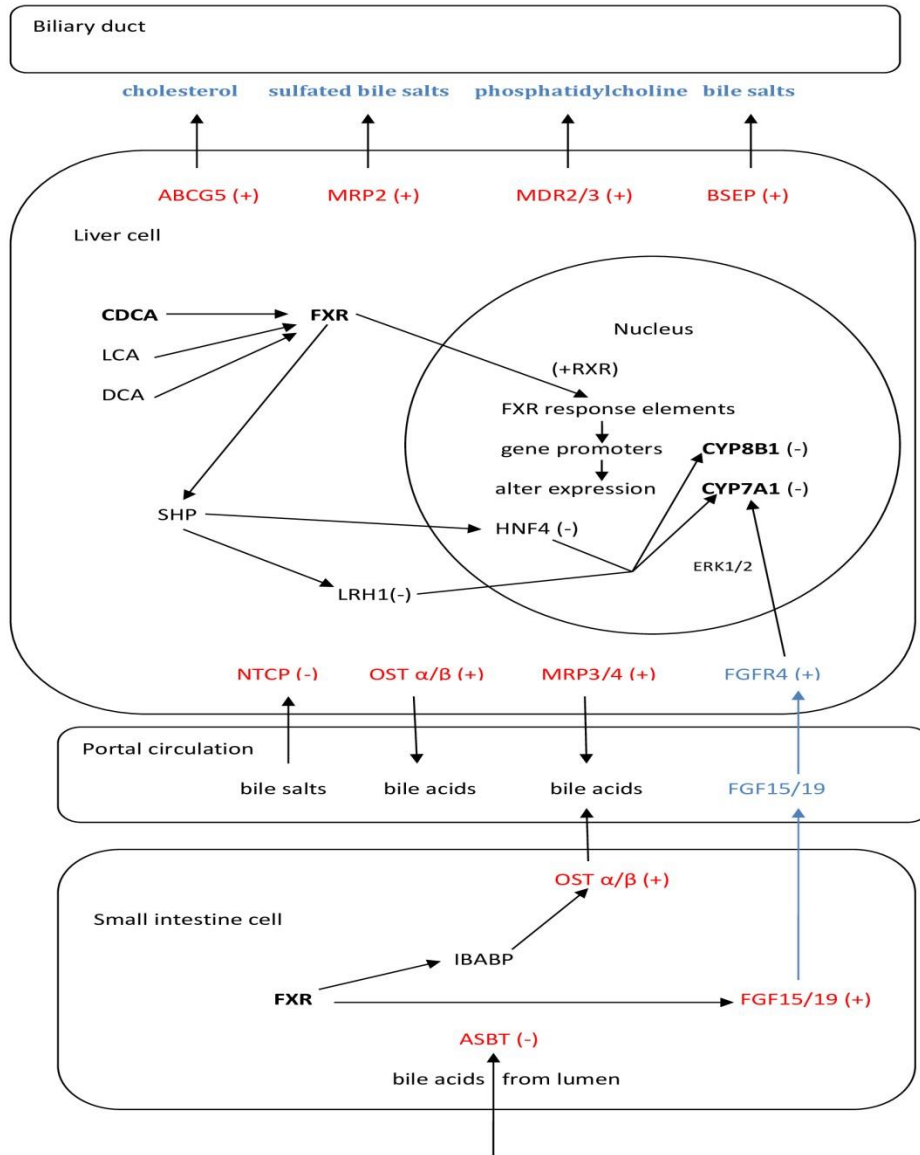 Biliary duct
cholesterol sulfated bile salts phosphatidylcholine bile salts
ABCG5 (+) MRP2 (+) MDR2/3 (+) BSEP (+)
Liver cell
CDCA FXR
Nucleus
LCA
(+RXR)
DCA
FXR response elements
gene promoters CYP8B1 (-)
alter expression CYP7A1 (-)
SHP
HNF4 (-)
ERK1/2
LRH1(-)
NTCP (-) OST α/β (+) MRP3/4 (+) FGFR4 (+)
Portal circulation
bile salts bile acids bile acids FGF15/19
OST α/β (+)
Small intestine cell
IBABP
FXR FGF15/19 (+)
ASBT (-)
bile acids from lumen